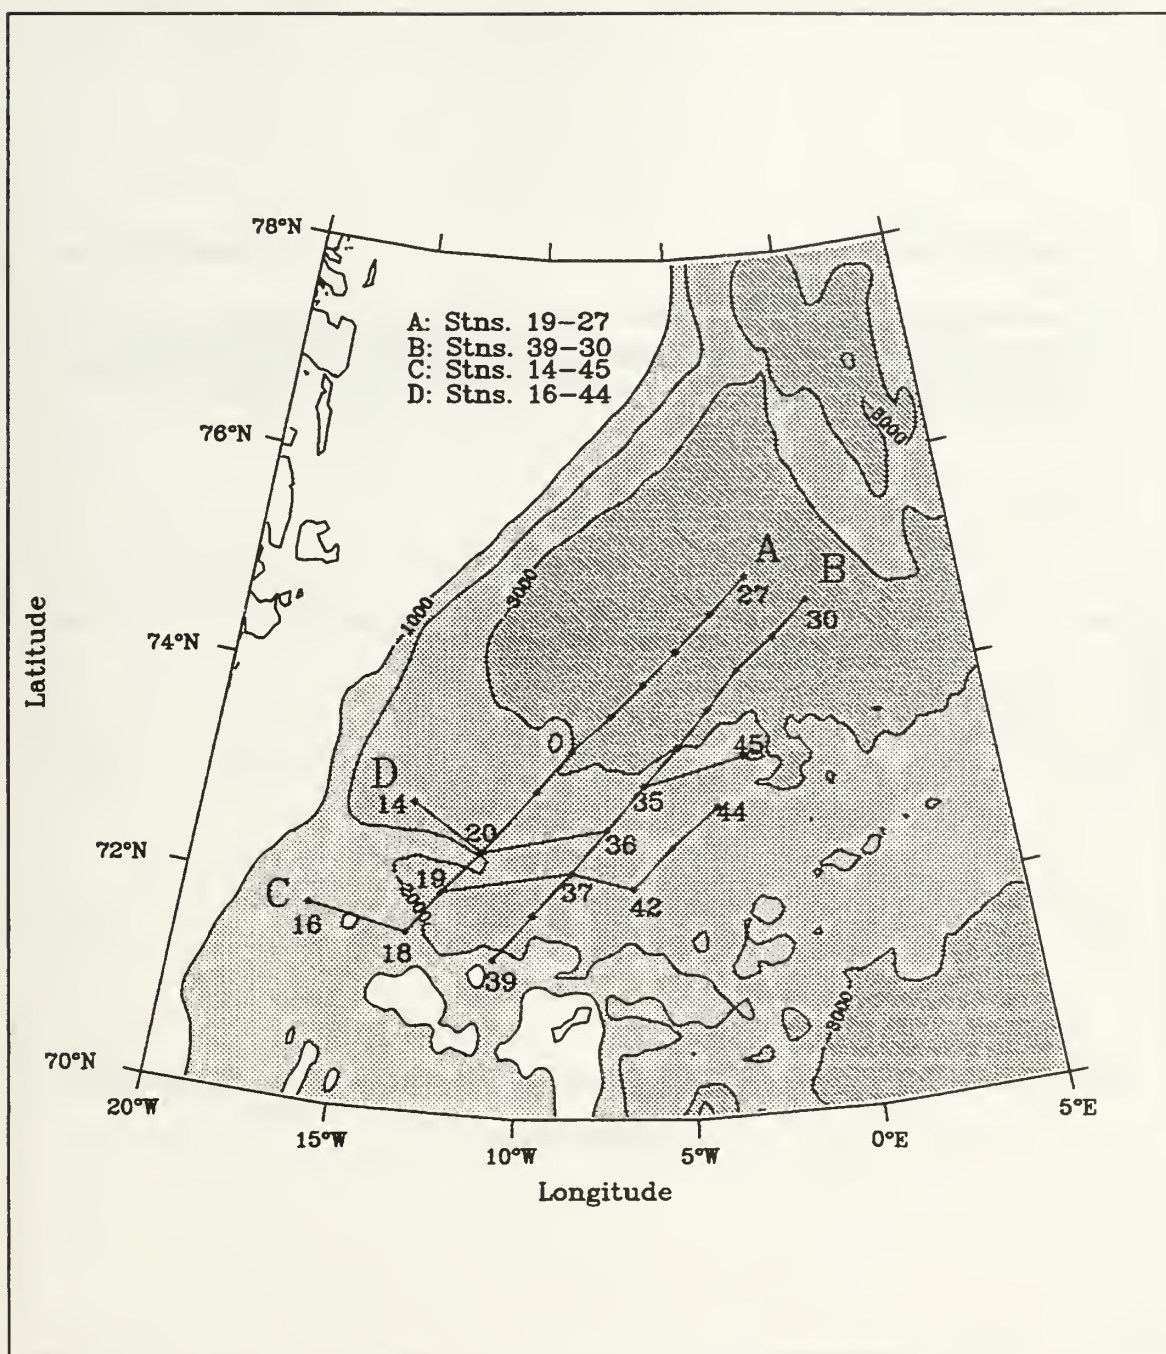 78°N
A: Stns. 19-27
B: Stns. 39-30
C: Stns. 14-45
D: Stns. 16-44
76°N
-3000
A
B
-3000
27
-1000
30
74°N
Latitude
45
D
14
35
44
20
36
72°N
19
C
37
42
-2000
16
18
39
-3000
70°N
20°W
5°E
15°W
0°E
10°W
5°W
Longitude